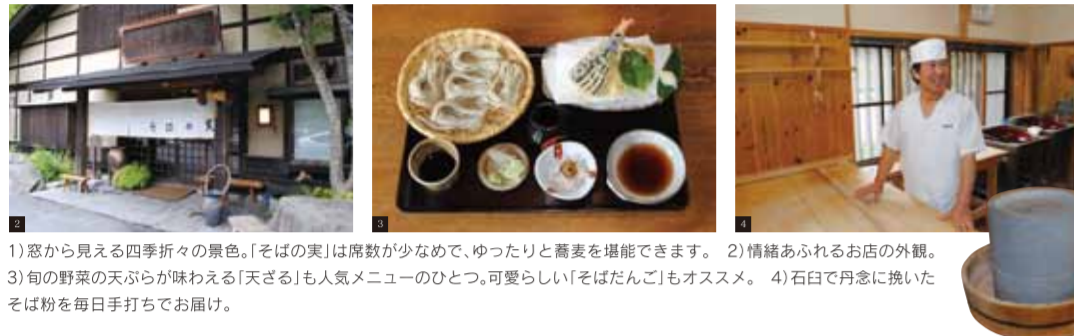 そばの実
2
3
4
1）窓から見える四季折々の景色。「そばの実」は席数が少なめで、ゆったりと蕎麦を堪能できます。 2）情緒あふれるお店の外観。
3）旬の野菜の天ぷらが味わえる「天ざる」も人気メニューのひとつ。可愛らしい「そばだんご」もオススメ。 4）石臼で丹念に挽いた
そば粉を毎日手打ちでお届け。